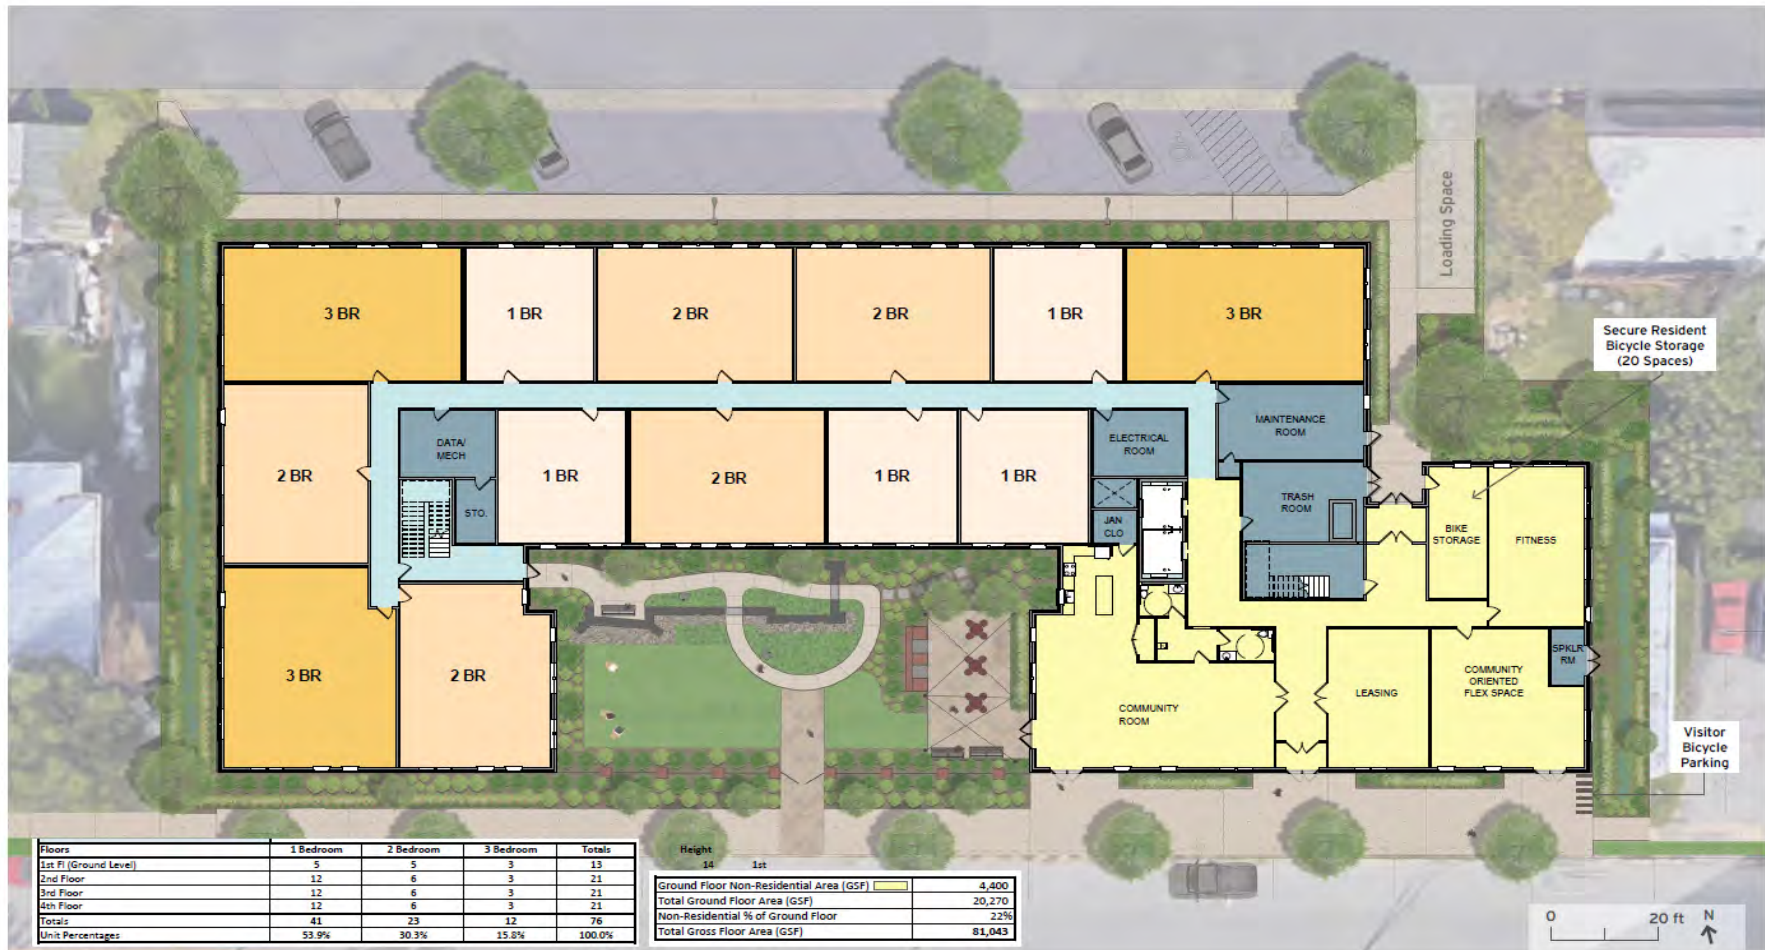 Loading Space
3 BR
1 BR
2 BR
2 BR
1 BR
3 BR
Secure Resident
Bicycle Storage
(20 Spaces)
2 BR
DATA/
MECH
STO.
1 BR
2 BR
1 BR
1 BR
ELECTRICAL
ROOM
JAN
CLO
MAINTENANCE
ROOM
TRASH
ROOM
BIKE
STORAGE
FITNESS
3 BR
2 BR
COMMUNITY
ROOM
LEASING
COMMUNITY
ORIENTED
FLEX SPACE
SPKLR
RM
Visitor
Bicycle
Parking
Floors 1 Bedroom 2 Bedroom 3 Bedroom Totals
1st Fl (Ground Level) 5 5 3 13
2nd Floor 12 6 3 21
3rd Floor 12 6 3 21
4th Floor 12 6 3 21
Totals 41 23 12 76
Unit Percentages 53.9% 30.3% 15.8% 100.0%
Height
14 1st
Ground Floor Non-Residential Area (GSF) 4,400
Total Ground Floor Area (GSF) 20,270
Non-Residential % of Ground Floor 22%
Total Gross Floor Area (GSF) 81,043
0 20 ft N